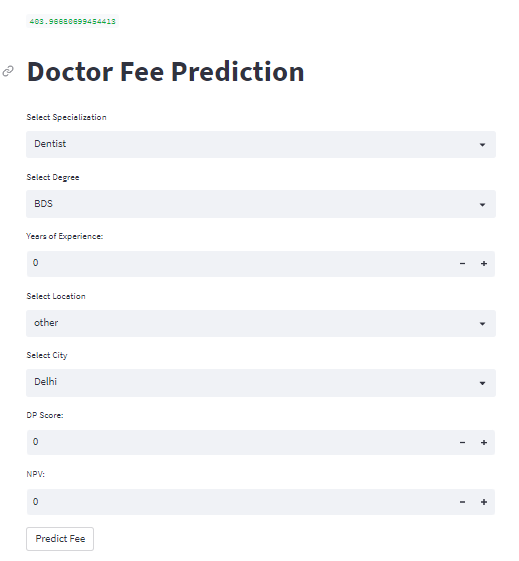 403.96680699454413
Doctor Fee Prediction
Select Specialization
Dentist
Select Degree
BDS
Years of Experience:
0
Select Location
other
Select City
Delhi
DP Score:
0
NPV:
0
Predict Fee